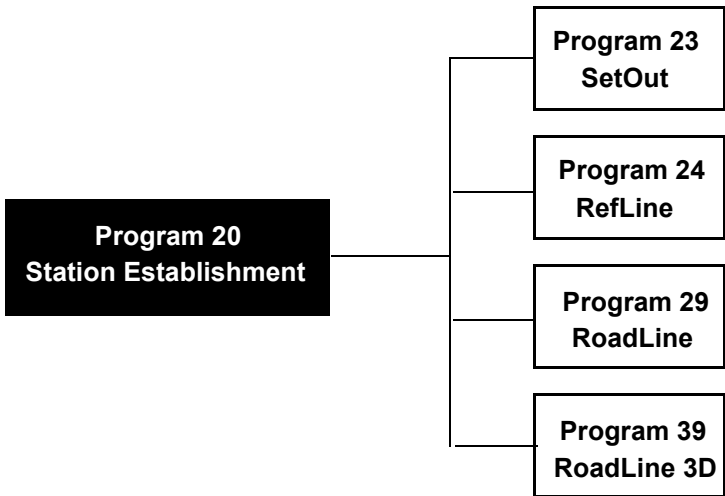 Program 23
SetOut
Program 24
RefLine
Program 20
Station Establishment
Program 29
RoadLine
Program 39
RoadLine 3D